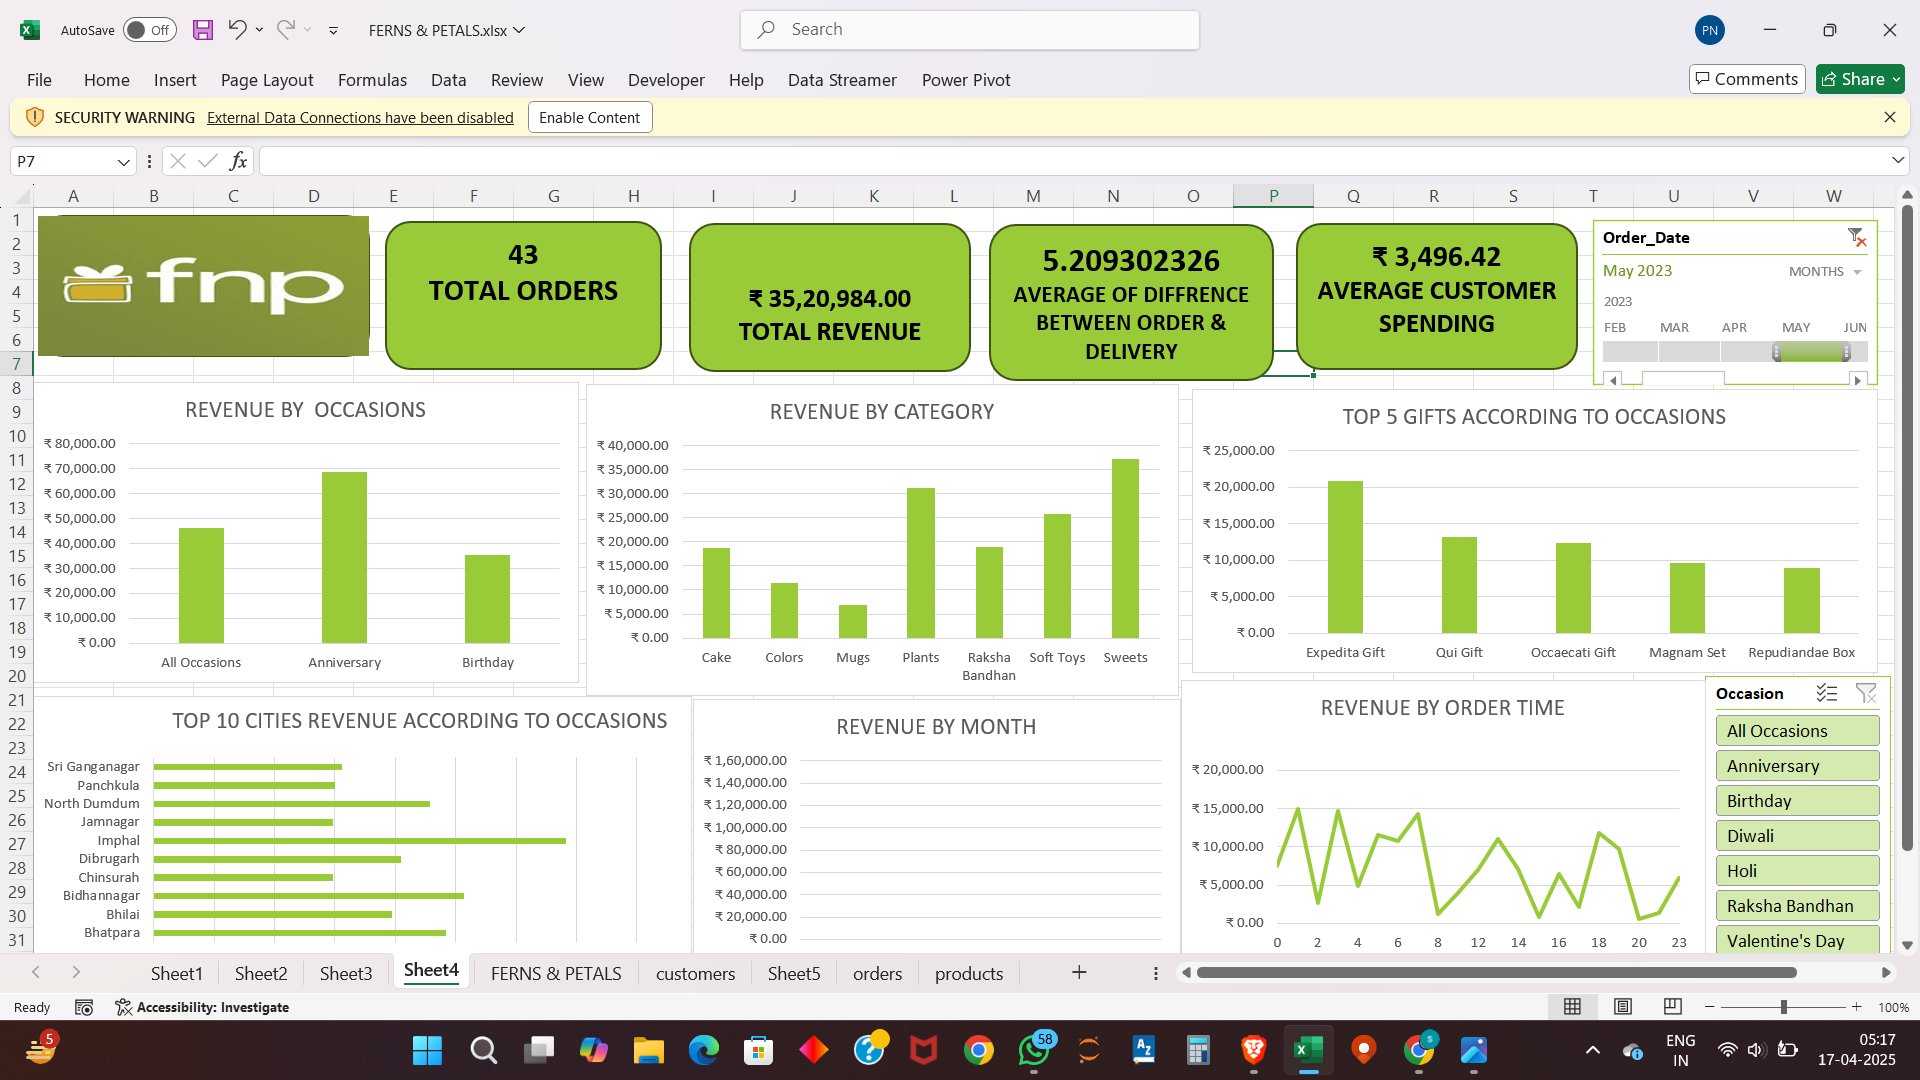 AutoSave Off FERNS & PETALS.xlsx Search PN
File Home Insert Page Layout Formulas Data Review View Developer Help Data Streamer Power Pivot Comments Share
SECURITY WARNING External Data Connections have been disabled Enable Content
P7 fx
A B C D E F G H I J K L M N O P Q R S T U V W
1
2
3
4
5
6
7
8
9
10
11
12
13
14
15
16
17
18
19
20
21
22
23
24
25
26
27
28
29
30
31
fnp
43
TOTAL ORDERS
₹ 35,20,984.00
TOTAL REVENUE
5.209302326
AVERAGE OF DIFFRENCE
BETWEEN ORDER &
DELIVERY
₹ 3,496.42
AVERAGE CUSTOMER
SPENDING
Order_Date
May 2023 MONTHS
2023
FEB MAR APR MAY JUN
REVENUE BY OCCASIONS
₹ 80,000.00
₹ 70,000.00
₹ 60,000.00
₹ 50,000.00
₹ 40,000.00
₹ 30,000.00
₹ 20,000.00
₹ 10,000.00
₹ 0.00
All Occasions Anniversary Birthday
REVENUE BY CATEGORY
₹ 40,000.00
₹ 35,000.00
₹ 30,000.00
₹ 25,000.00
₹ 20,000.00
₹ 15,000.00
₹ 10,000.00
₹ 5,000.00
₹ 0.00
Cake Colors Mugs Plants Raksha Soft Toys Sweets
Bandhan
TOP 5 GIFTS ACCORDING TO OCCASIONS
₹ 25,000.00
₹ 20,000.00
₹ 15,000.00
₹ 10,000.00
₹ 5,000.00
₹ 0.00
Expedita Gift Qui Gift Occaecati Gift Magnam Set Repudiandae Box
TOP 10 CITIES REVENUE ACCORDING TO OCCASIONS
Sri Ganganagar
Panchkula
North Dumdum
Jamnagar
Imphal
Dibrugarh
Chinsurah
Bidhannagar
Bhilai
Bhatpara
REVENUE BY MONTH
₹ 1,60,000.00
₹ 1,40,000.00
₹ 1,20,000.00
₹ 1,00,000.00
₹ 80,000.00
₹ 60,000.00
₹ 40,000.00
₹ 20,000.00
₹ 0.00
REVENUE BY ORDER TIME
₹ 20,000.00
₹ 15,000.00
₹ 10,000.00
₹ 5,000.00
₹ 0.00
0 2 4 6 8 12 14 16 18 20 23
Occasion
All Occasions
Anniversary
Birthday
Diwali
Holi
Raksha Bandhan
Valentine's Day
Sheet1 Sheet2 Sheet3 Sheet4 FERNS & PETALS customers Sheet5 orders products
Ready Accessibility: Investigate 100%
5 58 ENG 05:17
IN 17-04-2025